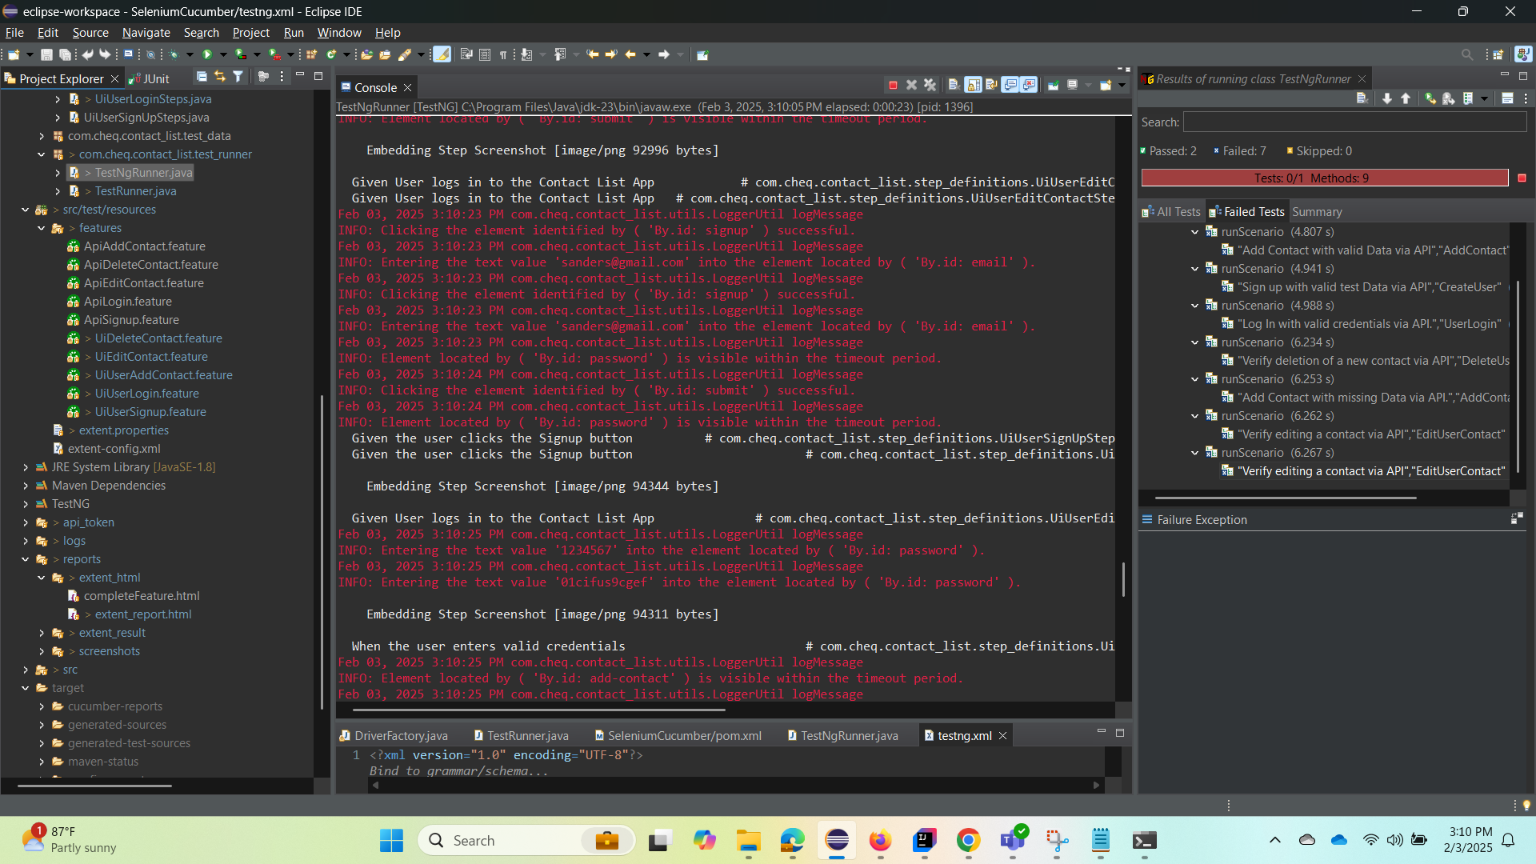 eclipse-workspace - SeleniumCucumber/testng.xml - Eclipse IDE
File Edit Source Navigate Search Project Run Window Help
Project Explorer
JUnit
> UiUserLoginSteps.java
UiUserSignUpSteps.java
com.cheq.contact_list.test_data
> com.cheq.contact_list.test_runner
> TestNgRunner.java
> TestRunner.java
> src/test/resources
> features
ApiAddContact.feature
ApiDeleteContact.feature
ApiEditContact.feature
ApiLogin.feature
ApiSignup.feature
> UiDeleteContact.feature
> UiEditContact.feature
> UiUserAddContact.feature
> UiUserLogin.feature
> UiUserSignup.feature
> extent.properties
extent-config.xml
JRE System Library [JavaSE-1.8]
Maven Dependencies
TestNG
> api_token
> logs
> reports
> extent_html
completeFeature.html
> extent_report.html
> extent_result
> screenshots
> src
target
cucumber-reports
generated-sources
generated-test-sources
maven-status
Console
TestNgRunner [TestNG] C:\Program Files\Java\jdk-23\bin\javaw.exe (Feb 3, 2025, 3:10:05 PM elapsed: 0:00:23) [pid: 1396]
INFO: Element located by ( 'By.id: submit' ) is visible within the timeout period.
Embedding Step Screenshot [image/png 92996 bytes]
Given User logs in to the Contact List App # com.cheq.contact_list.step_definitions.UiUserEditC
Given User logs in to the Contact List App # com.cheq.contact_list.step_definitions.UiUserEditContactSte
Feb 03, 2025 3:10:23 PM com.cheq.contact_list.utils.LoggerUtil logMessage
INFO: Clicking the element identified by ( 'By.id: signup' ) successful.
Feb 03, 2025 3:10:23 PM com.cheq.contact_list.utils.LoggerUtil logMessage
INFO: Entering the text value 'sanders@gmail.com' into the element located by ( 'By.id: email' ).
Feb 03, 2025 3:10:23 PM com.cheq.contact_list.utils.LoggerUtil logMessage
INFO: Clicking the element identified by ( 'By.id: signup' ) successful.
Feb 03, 2025 3:10:23 PM com.cheq.contact_list.utils.LoggerUtil logMessage
INFO: Entering the text value 'sanders@gmail.com' into the element located by ( 'By.id: email' ).
Feb 03, 2025 3:10:23 PM com.cheq.contact_list.utils.LoggerUtil logMessage
INFO: Element located by ( 'By.id: password' ) is visible within the timeout period.
Feb 03, 2025 3:10:24 PM com.cheq.contact_list.utils.LoggerUtil logMessage
INFO: Clicking the element identified by ( 'By.id: submit' ) successful.
Feb 03, 2025 3:10:24 PM com.cheq.contact_list.utils.LoggerUtil logMessage
INFO: Element located by ( 'By.id: password' ) is visible within the timeout period.
Given the user clicks the Signup button # com.cheq.contact_list.step_definitions.UiUserSignUpStep
Given the user clicks the Signup button # com.cheq.contact_list.step_definitions.Ui
Embedding Step Screenshot [image/png 94344 bytes]
Given User logs in to the Contact List App # com.cheq.contact_list.step_definitions.UiUserEdi
Feb 03, 2025 3:10:25 PM com.cheq.contact_list.utils.LoggerUtil logMessage
INFO: Entering the text value '1234567' into the element located by ( 'By.id: password' ).
Feb 03, 2025 3:10:25 PM com.cheq.contact_list.utils.LoggerUtil logMessage
INFO: Entering the text value '01cifus9cgef' into the element located by ( 'By.id: password' ).
Embedding Step Screenshot [image/png 94311 bytes]
When the user enters valid credentials # com.cheq.contact_list.step_definitions.Ui
Feb 03, 2025 3:10:25 PM com.cheq.contact_list.utils.LoggerUtil logMessage
INFO: Element located by ( 'By.id: add-contact' ) is visible within the timeout period.
Feb 03, 2025 3:10:25 PM com.cheq.contact_list.utils.LoggerUtil logMessage
DriverFactory.java TestRunner.java SeleniumCucumber/pom.xml TestNgRunner.java testng.xml
1 <?xml version="1.0" encoding="UTF-8"?>
Bind to grammar/schema...
Results of running class TestNgRunner
Search:
Passed: 2 Failed: 7 Skipped: 0
Tests: 0/1 Methods: 9
All Tests Failed Tests Summary
runScenario (4.807 s)
"Add Contact with valid Data via API","AddContact"
runScenario (4.941 s)
"Sign up with valid test Data via API","CreateUser"
runScenario (4.988 s)
"Log In with valid credentials via API.","UserLogin"
runScenario (6.234 s)
"Verify deletion of a new contact via API","DeleteUs
runScenario (6.253 s)
"Add Contact with missing Data via API.","AddConta
runScenario (6.262 s)
"Verify editing a contact via API","EditUserContact"
runScenario (6.267 s)
"Verify editing a contact via API","EditUserContact"
Failure Exception
1
87°F
Partly sunny
Search
3:10 PM
2/3/2025